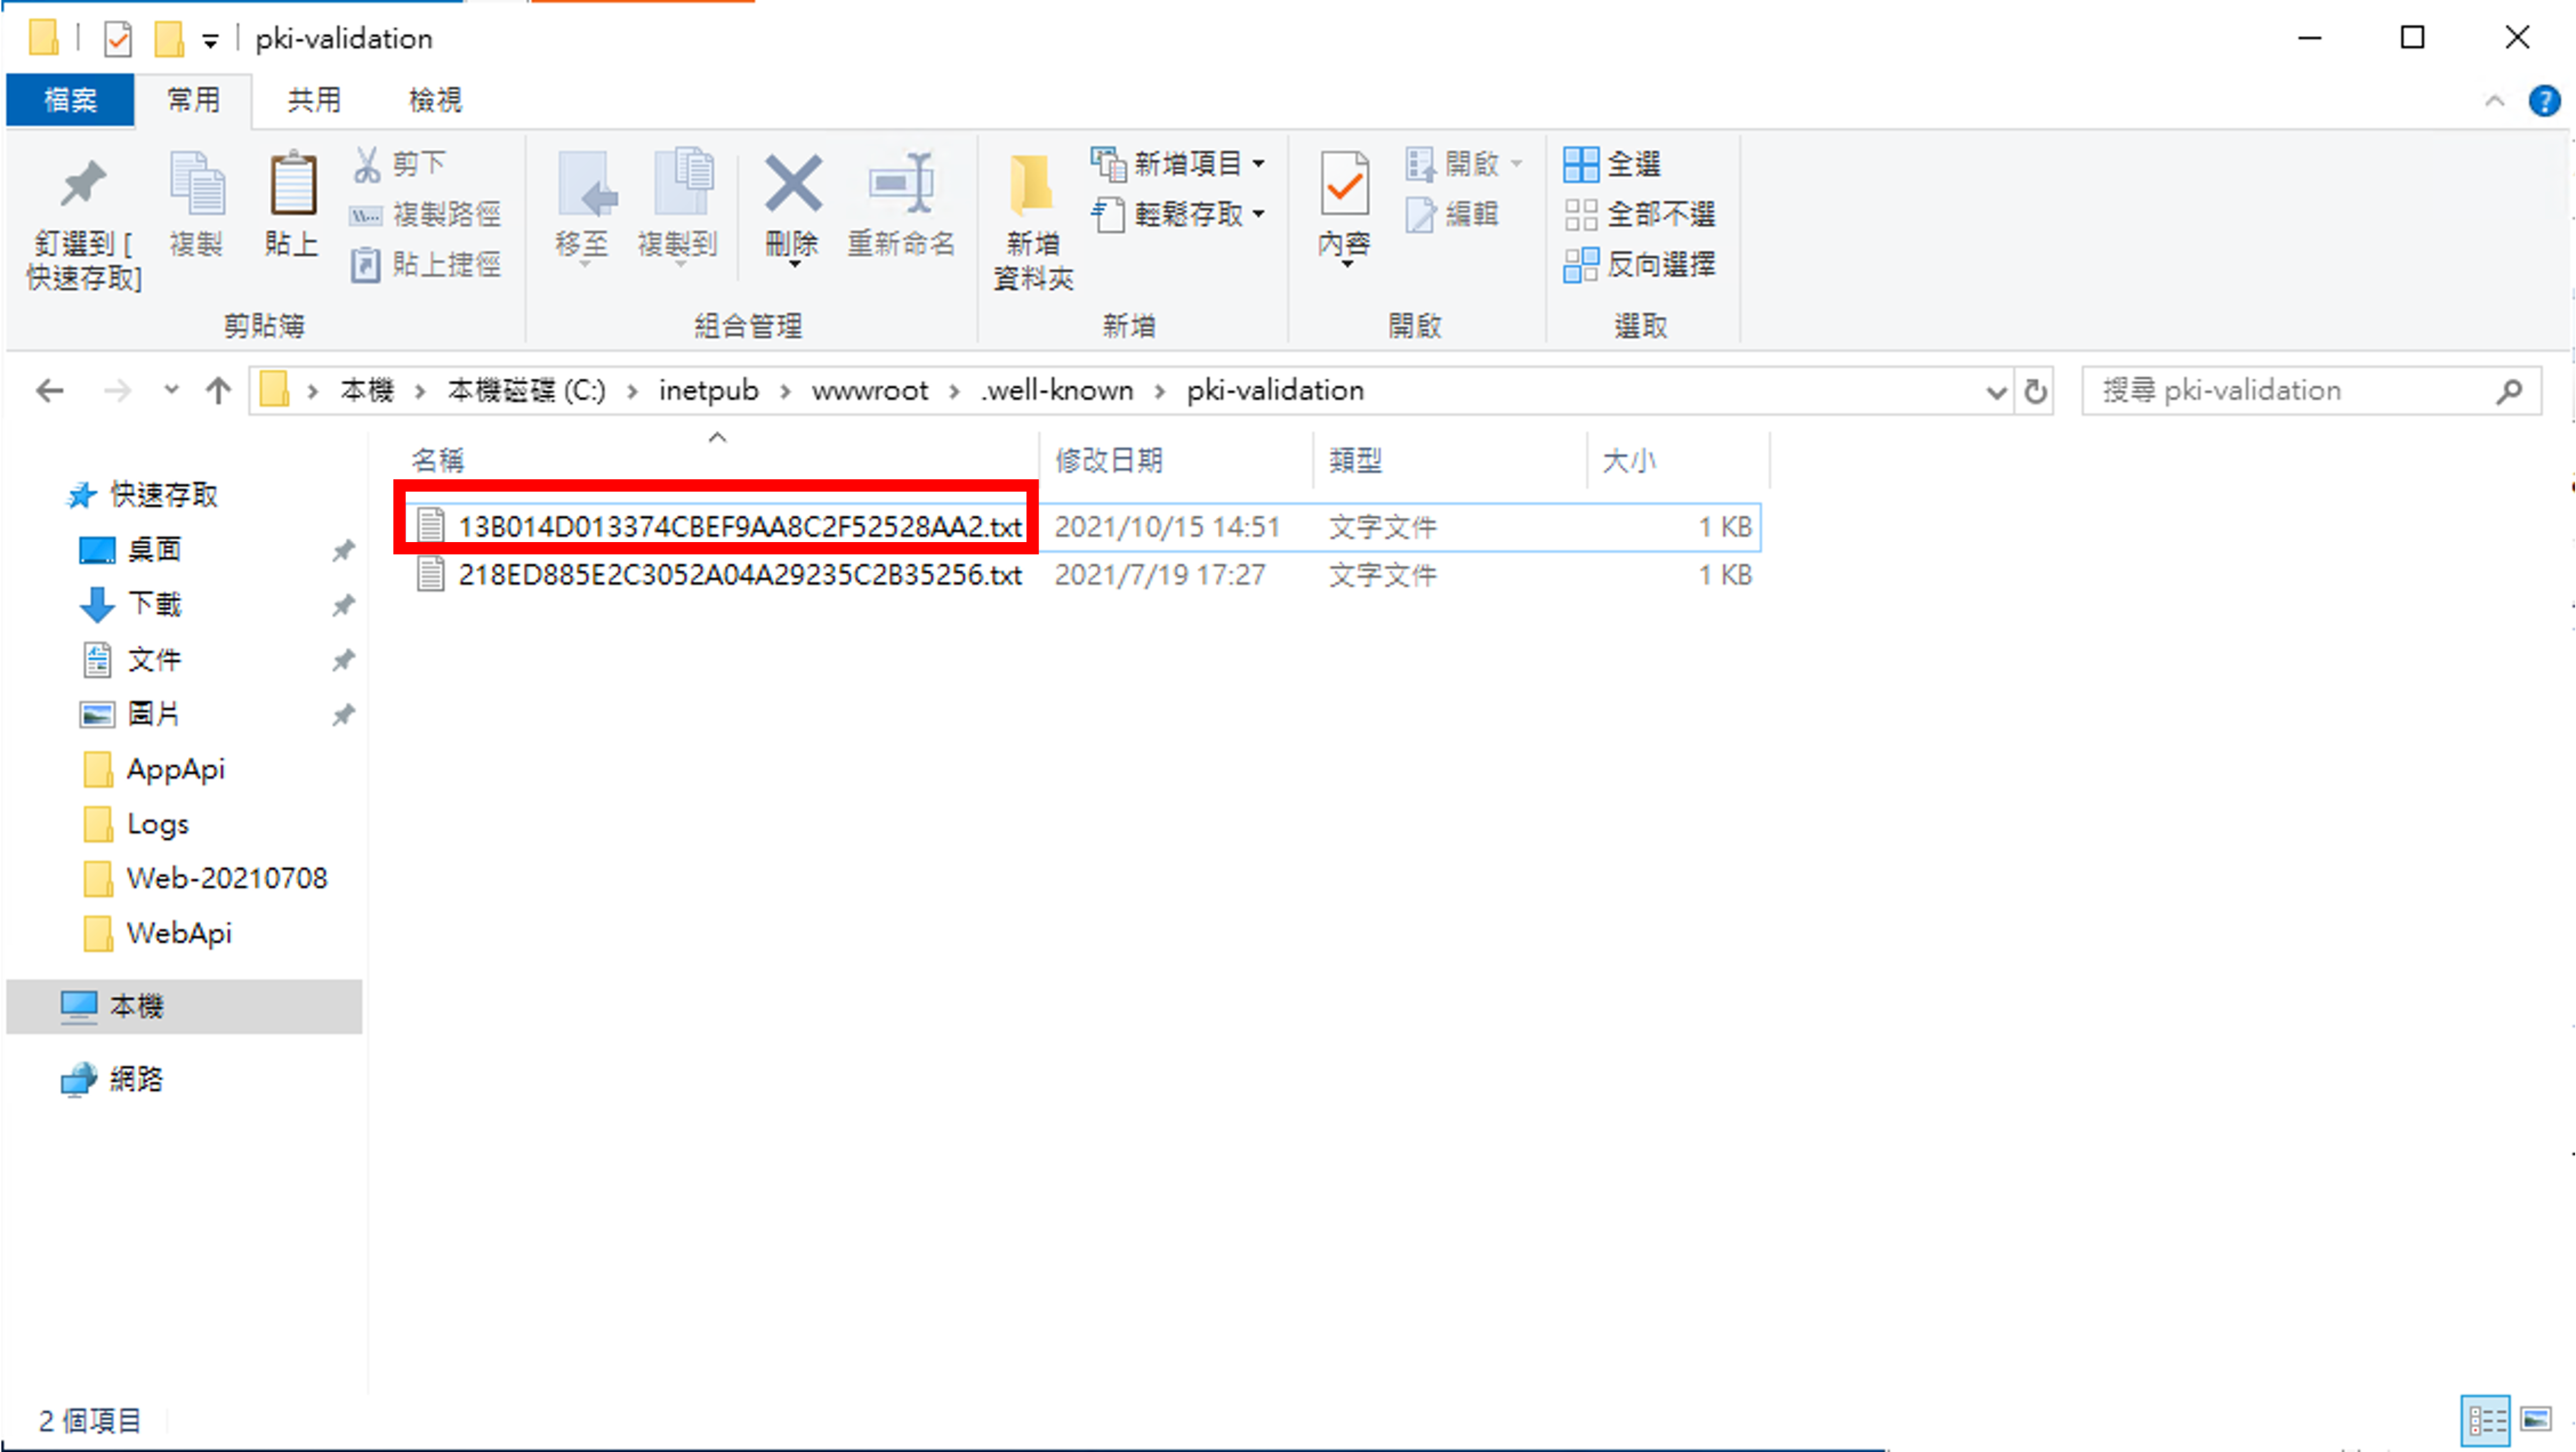 pki-validation
檔案 常用 共用 檢視
釘選到 [
快速存取]
複製
貼上
剪下
複製路徑
貼上捷徑
剪貼簿
移至
複製到
刪除
重新命名
組合管理
新增
資料夾
新增項目
輕鬆存取
新增
內容
開啟
編輯
開啟
全選
全部不選
反向選擇
選取
本機 本機磁碟 (C:) inetpub wwwroot .well-known pki-validation
搜尋 pki-validation
名稱 修改日期 類型 大小
13B014D013374CBEF9AA8C2F52528AA2.txt 2021/10/15 14:51 文字文件 1 KB
218ED885E2C3052A04A29235C2B35256.txt 2021/7/19 17:27 文字文件 1 KB
快速存取
桌面
下載
文件
圖片
AppApi
Logs
Web-20210708
WebApi
本機
網路
2 個項目